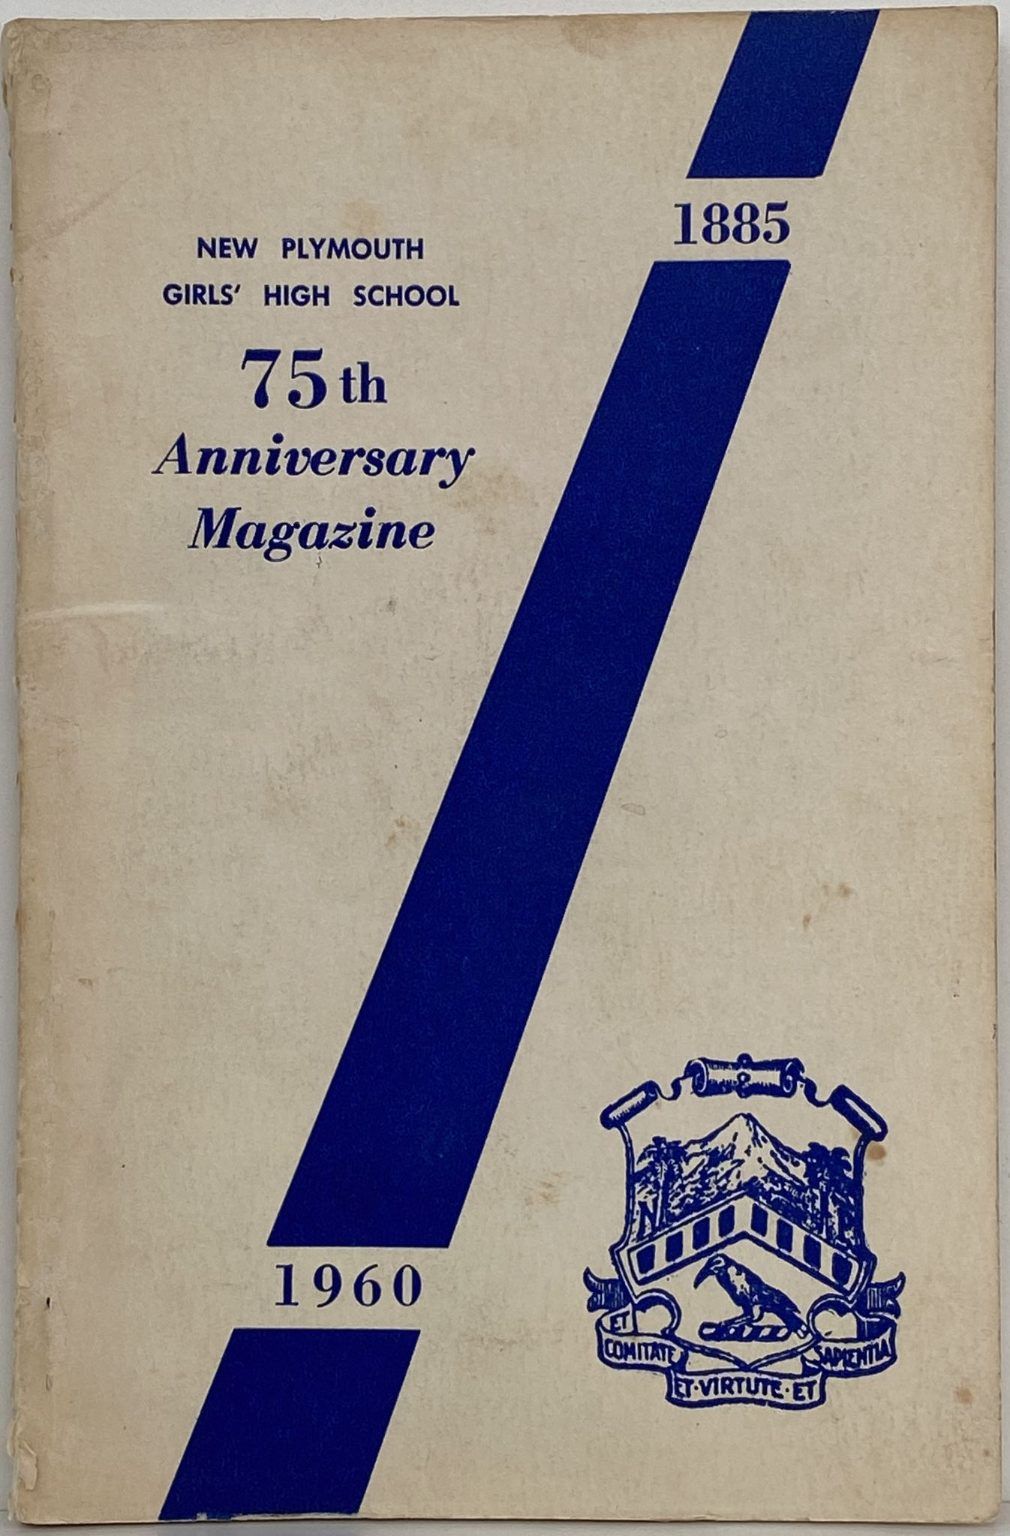 1885
NEW PLYMOUTH
GIRLS' HIGH SCHOOL
75th
Anniversary
Magazine
1960
N P
ET
COMITATE
ET·VIRTUTE·ET
SAPIENTIA